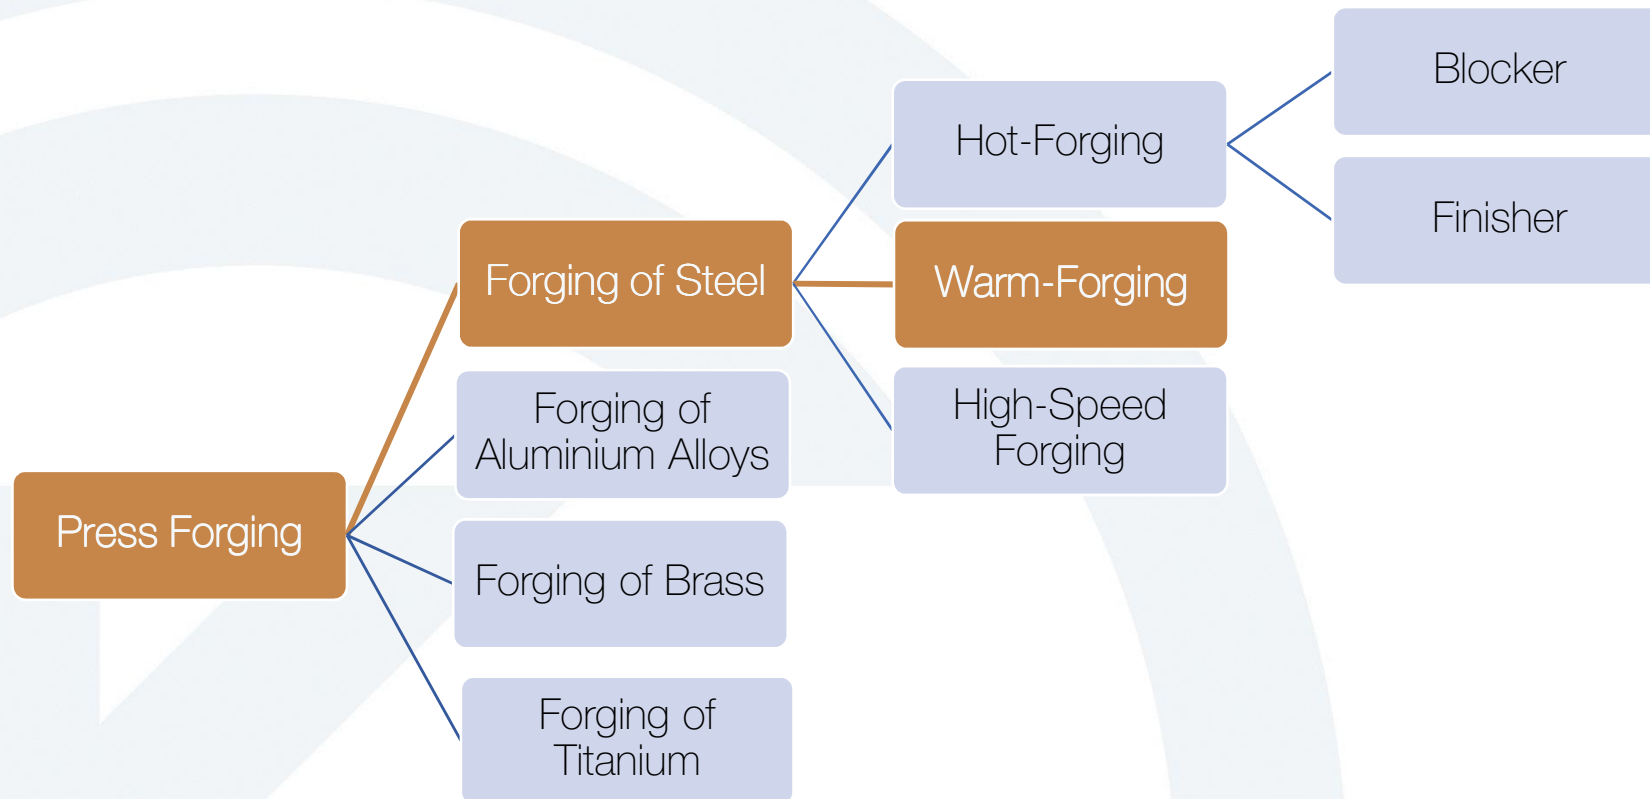 Blocker
Hot-Forging
Finisher
Forging of Steel
Warm-Forging
Forging of
Aluminium Alloys
High-Speed
Forging
Press Forging
Forging of Brass
Forging of
Titanium